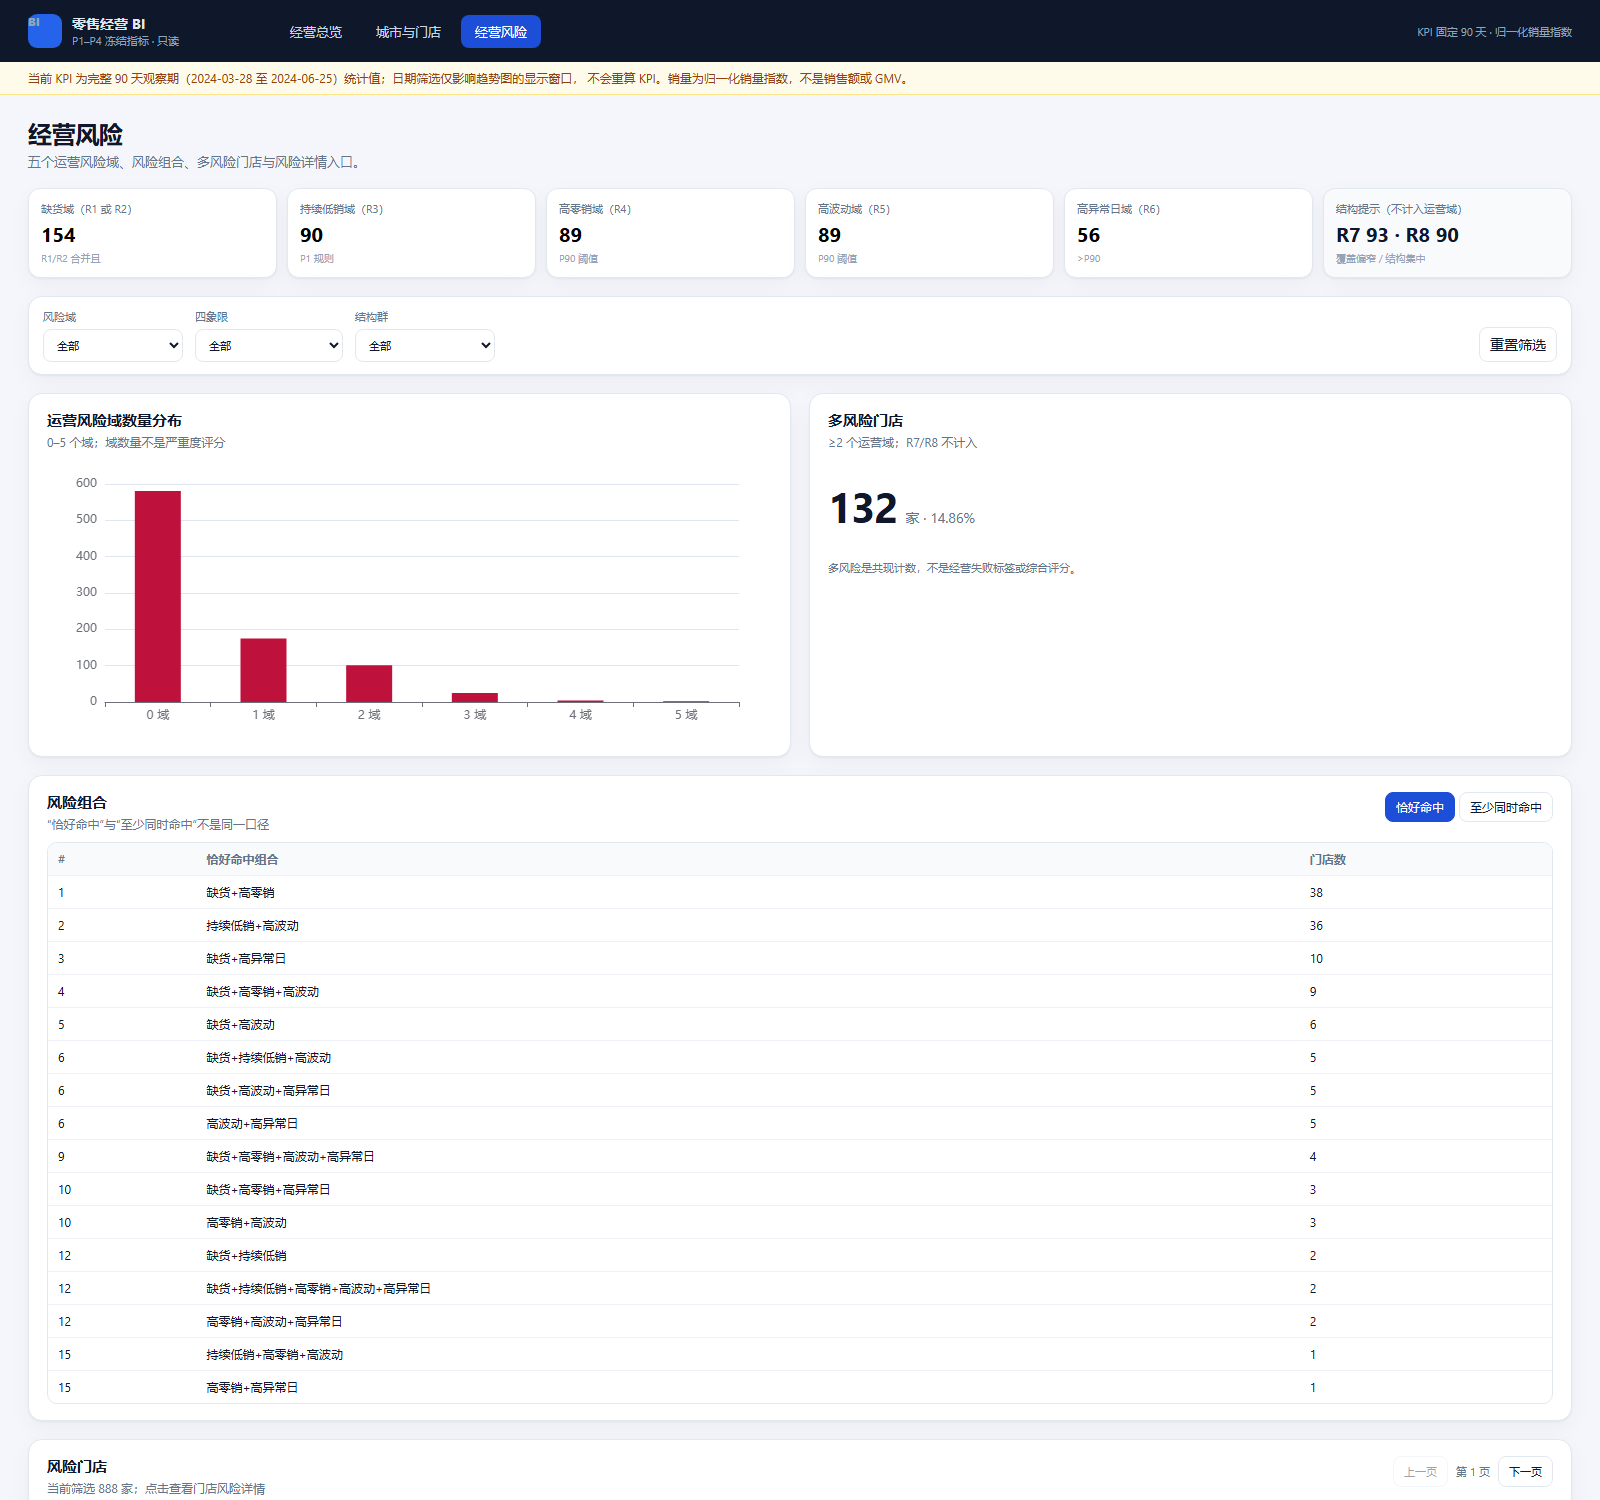 BI
零售经营 BI
P1–P4 冻结指标 · 只读
经营总览
城市与门店
经营风险
KPI 固定 90 天 · 归一化销量指数
当前 KPI 为完整 90 天观察期（2024-03-28 至 2024-06-25）统计值；日期筛选仅影响趋势图的显示窗口， 不会重算 KPI。销量为归一化销量指数，不是销售额或 GMV。
经营风险
五个运营风险域、风险组合、多风险门店与风险详情入口。
缺货域（R1 或 R2）
154
R1/R2 合并且
持续低销域（R3）
90
P1 规则
高零销域（R4）
89
P90 阈值
高波动域（R5）
89
P90 阈值
高异常日域（R6）
56
>P90
结构提示（不计入运营域）
R7 93 · R8 90
覆盖偏窄 / 结构集中
风险域
全部
四象限
全部
结构群
全部
重置筛选
运营风险域数量分布
0–5 个域；域数量不是严重度评分
600
500
400
300
200
100
0
0 域
1 域
2 域
3 域
4 域
5 域
多风险门店
≥2 个运营域；R7/R8 不计入
132 家 · 14.86%
多风险是共现计数，不是经营失败标签或综合评分。
风险组合
“恰好命中”与“至少同时命中”不是同一口径
恰好命中
至少同时命中
# 恰好命中组合 门店数
1 缺货+高零销 38
2 持续低销+高波动 36
3 缺货+高异常日 10
4 缺货+高零销+高波动 9
5 缺货+高波动 6
6 缺货+持续低销+高波动 5
6 缺货+高波动+高异常日 5
6 高波动+高异常日 5
9 缺货+高零销+高波动+高异常日 4
10 缺货+高零销+高异常日 3
10 高零销+高波动 3
12 缺货+持续低销 2
12 缺货+持续低销+高零销+高波动+高异常日 2
12 高零销+高波动+高异常日 2
15 持续低销+高零销+高波动 1
15 高零销+高异常日 1
风险门店
当前筛选 888 家；点击查看门店风险详情
上一页
第 1 页
下一页